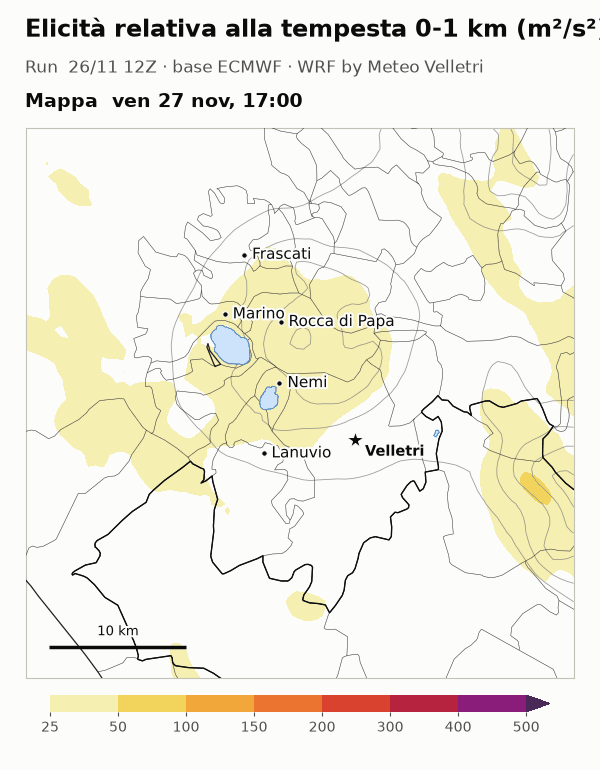 Elicità relativa alla tempesta 0-1 km (m²/s²)
Run 26/11 12Z · base ECMWF · WRF by Meteo Velletri
Mappa ven 27 nov, 17:00
Frascati
Marino
Rocca di Papa
Nemi
Velletri
Lanuvio
10 km
25 50 100 150 200 300 400 500